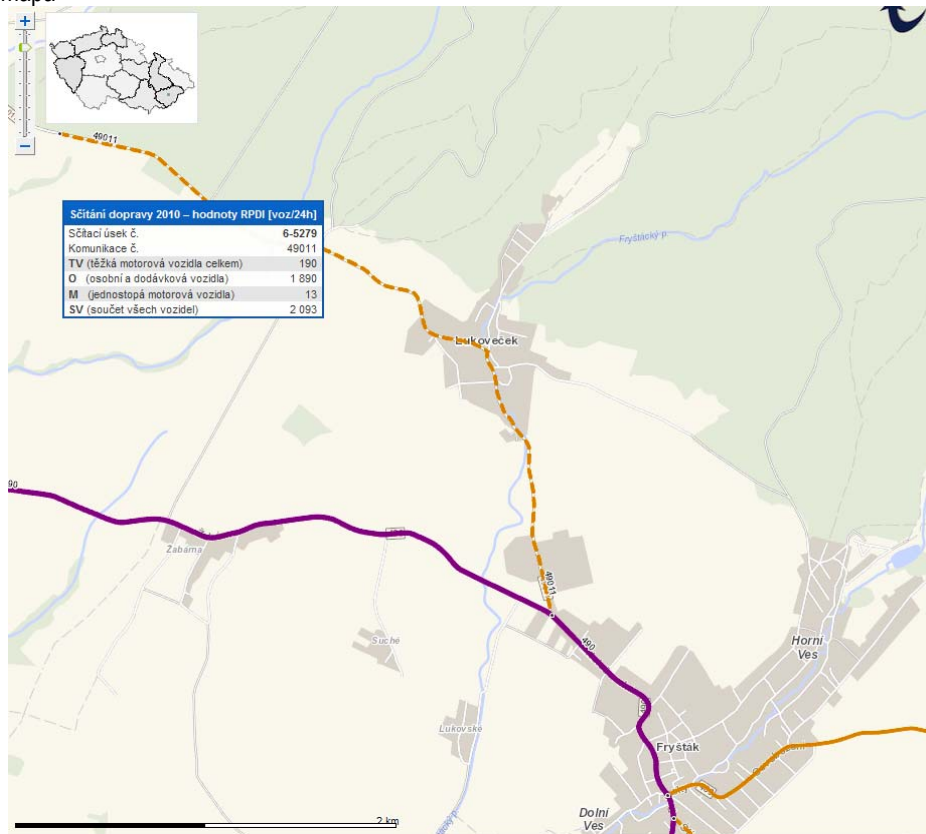 mapa
49011
Sčítání dopravy 2010 – hodnoty RPDI [voz/24h]
Sčítací úsek č. 6-5279
Komunikace č. 49011
TV (těžká motorová vozidla celkem) 190
O (osobní a dodávková vozidla) 1 890
M (jednostopá motorová vozidla) 13
SV (součet všech vozidel) 2 093
Fryštácký p.
Lukoveček
Žabárna
49011
Suché
490
Horní
Ves
Lukovské
Fryšták
Dolní
Ves
2 km